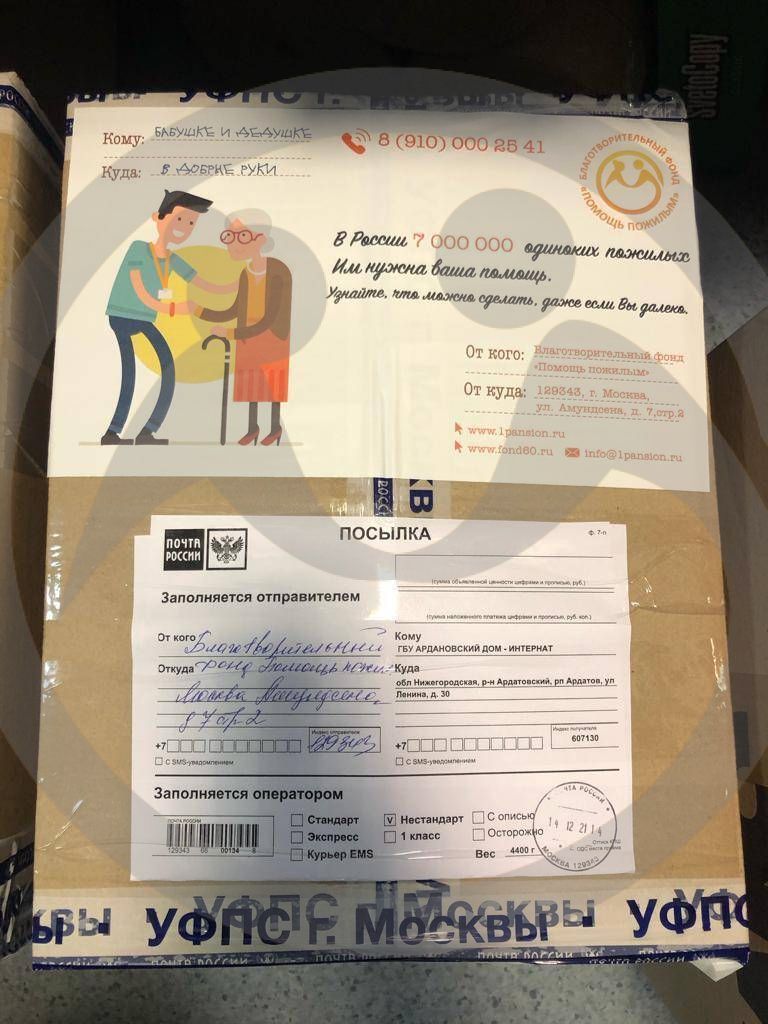 УФПС г. Москвы
SvetoCopy
Кому: БАБУШКЕ И ДЕДУШКЕ
Куда: В ДОБРЫЕ РУКИ
8 (910) 000 25 41
БЛАГОТВОРИТЕЛЬНЫЙ ФОНД
«ПОМОЩЬ ПОЖИЛЫМ»
В России 7 000 000 одиноких пожилых
Им нужна ваша помощь.
Узнайте, что можно сделать, даже если Вы далеко.
От кого: Благотворительный фонд
«Помощь пожилым»
От куда: 129343, г. Москва,
ул. Амундсена, д. 7,стр.2
www.1pansion.ru
www.fond60.ru info@1pansion.ru
ПОЧТА
РОССИИ
ПОСЫЛКА
ф. 7-п
(сумма объявленной ценности цифрами и прописью, руб.)
Заполняется отправителем
(сумма наложенного платежа цифрами и прописью, руб. коп.)
От кого Благотворительный
Откуда Фонд Помощь пожи
Москва Амундсена,
д 7 стр 2
Индекс отправителя
+7 129343
С SMS-уведомлением
Кому
ГБУ АРДАНОВСКИЙ ДОМ - ИНТЕРНАТ
Куда
обл Нижегородская, р-н Ардатовский, рп Ардатов, ул
Ленина, д. 30
Индекс получателя
+7 607130
С SMS-уведомлением
Заполняется оператором
ПОЧТА РОССИИ
129343 66 00134 8
Стандарт
V Нестандарт
С описью
Экспресс
1 класс
Осторожно
Курьер EMS
Вес 4400 г
ПОЧТА РОССИИ
14 12 21 14
МОСКВА 129343
УФПС г. Москвы · УФПС
ПОЧТА РОССИИ